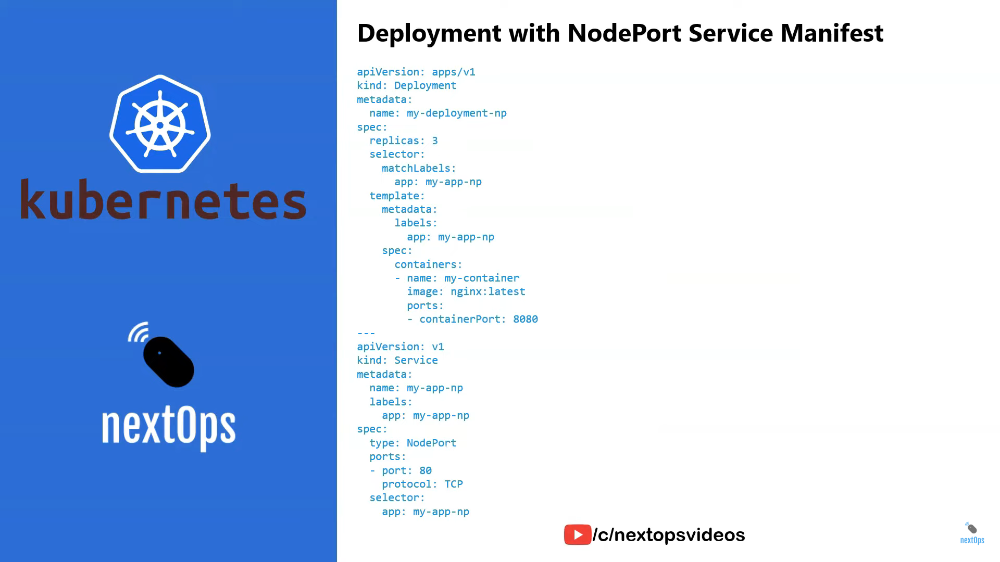 Deployment with NodePort Service Manifest
kubernetes
nextOps
apiVersion: apps/v1
kind: Deployment
metadata:
  name: my-deployment-np
spec:
  replicas: 3
  selector:
    matchLabels:
      app: my-app-np
  template:
    metadata:
      labels:
        app: my-app-np
    spec:
      containers:
      - name: my-container
        image: nginx:latest
        ports:
        - containerPort: 8080
---
apiVersion: v1
kind: Service
metadata:
  name: my-app-np
  labels:
    app: my-app-np
spec:
  type: NodePort
  ports:
  - port: 80
    protocol: TCP
  selector:
    app: my-app-np
/c/nextopsvideos
nextOps